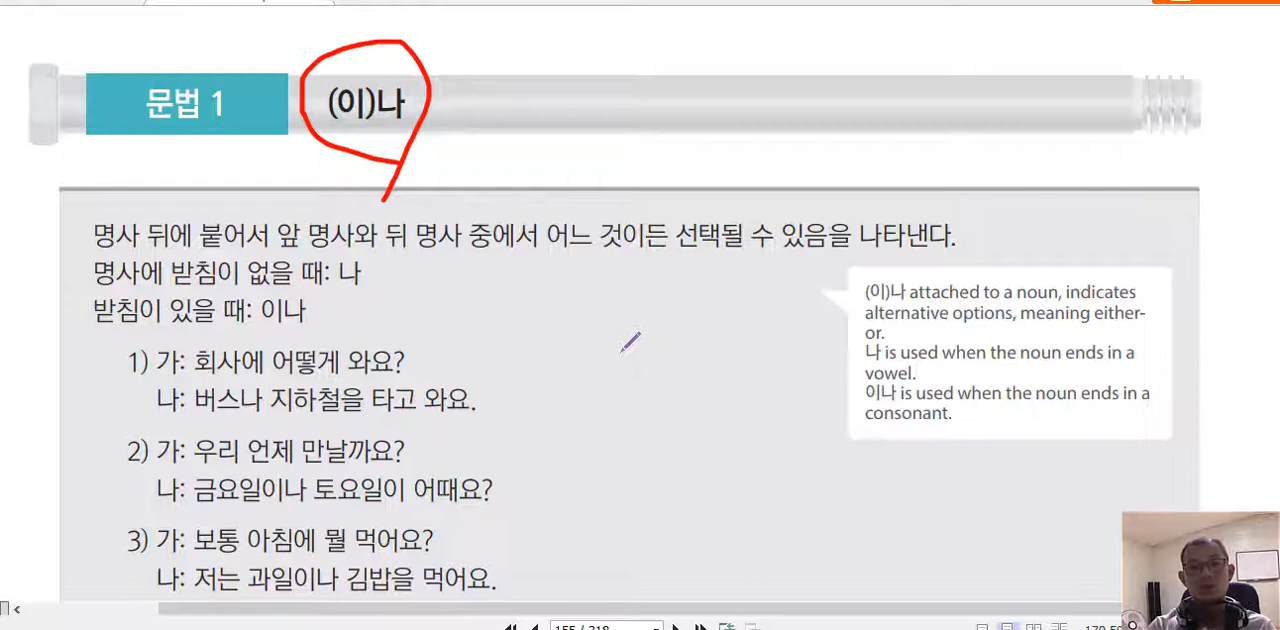 문법 1
(이)나
명사 뒤에 붙어서 앞 명사와 뒤 명사 중에서 어느 것이든 선택될 수 있음을 나타낸다.
명사에 받침이 없을 때: 나
받침이 있을 때: 이나
(이)나 attached to a noun, indicates
alternative options, meaning either-
or.
나 is used when the noun ends in a
vowel.
이나 is used when the noun ends in a
consonant.
1) 가: 회사에 어떻게 와요?
나: 버스나 지하철을 타고 와요.
2) 가: 우리 언제 만날까요?
나: 금요일이나 토요일이 어때요?
3) 가: 보통 아침에 뭘 먹어요?
나: 저는 과일이나 김밥을 먹어요.
155 / 218